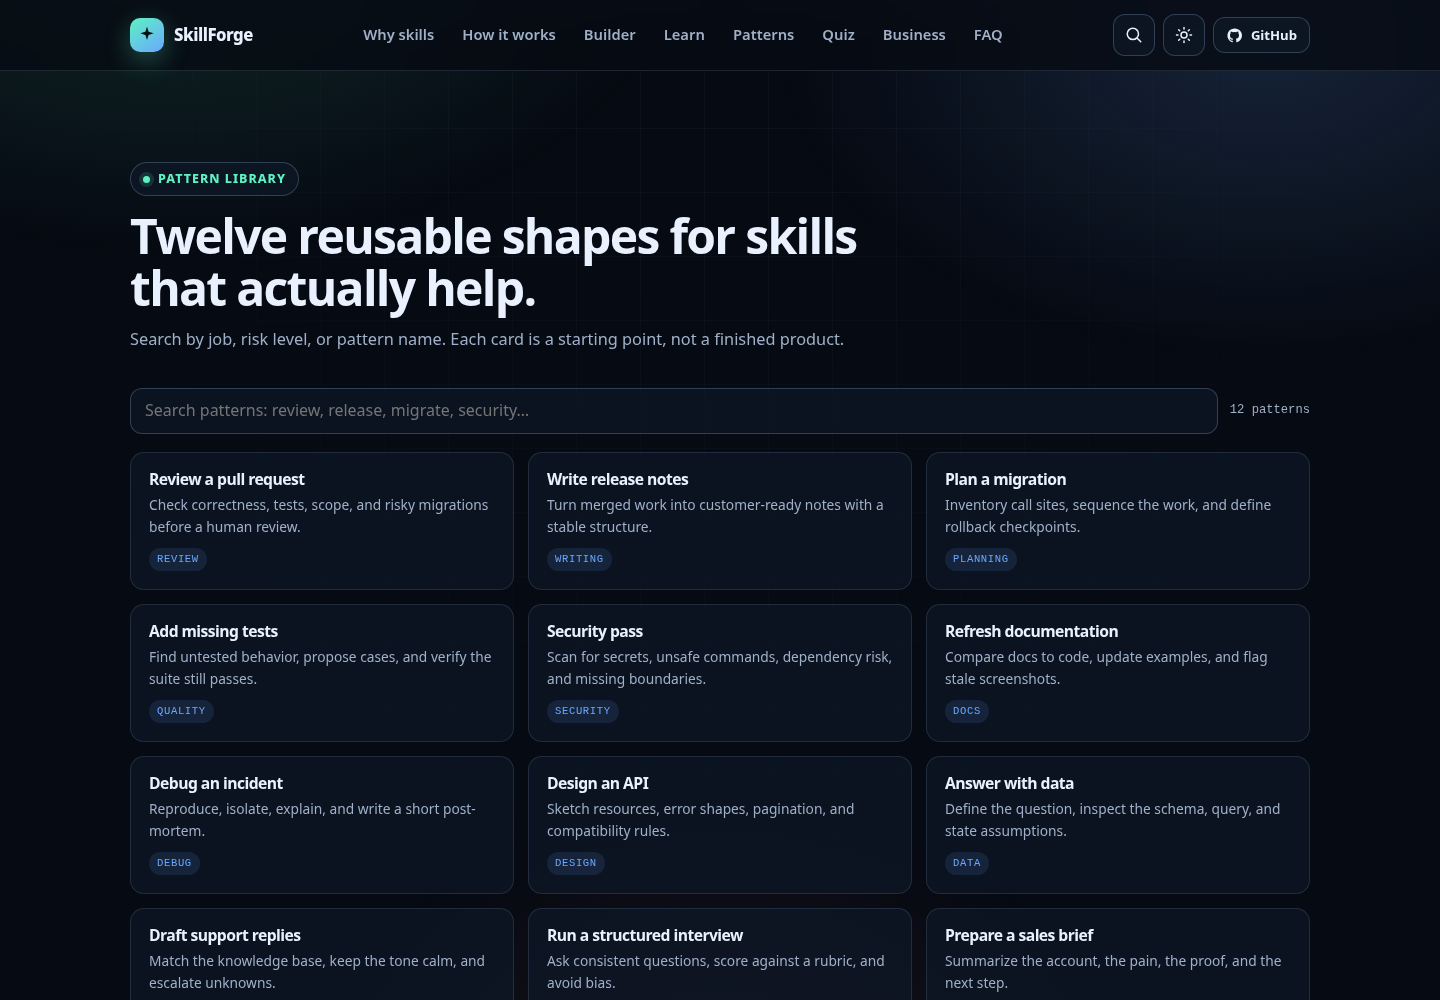 SkillForge
Why skills
How it works
Builder
Learn
Patterns
Quiz
Business
FAQ
GitHub
PATTERN LIBRARY
Twelve reusable shapes for skills
that actually help.
Search by job, risk level, or pattern name. Each card is a starting point, not a finished product.
Search patterns: review, release, migrate, security...
12 patterns
Review a pull request
Check correctness, tests, scope, and risky migrations
before a human review.
REVIEW
Write release notes
Turn merged work into customer-ready notes with a
stable structure.
WRITING
Plan a migration
Inventory call sites, sequence the work, and define
rollback checkpoints.
PLANNING
Add missing tests
Find untested behavior, propose cases, and verify the
suite still passes.
QUALITY
Security pass
Scan for secrets, unsafe commands, dependency risk,
and missing boundaries.
SECURITY
Refresh documentation
Compare docs to code, update examples, and flag
stale screenshots.
DOCS
Debug an incident
Reproduce, isolate, explain, and write a short post-
mortem.
DEBUG
Design an API
Sketch resources, error shapes, pagination, and
compatibility rules.
DESIGN
Answer with data
Define the question, inspect the schema, query, and
state assumptions.
DATA
Draft support replies
Match the knowledge base, keep the tone calm, and
escalate unknowns.
Run a structured interview
Ask consistent questions, score against a rubric, and
avoid bias.
Prepare a sales brief
Summarize the account, the pain, the proof, and the
next step.